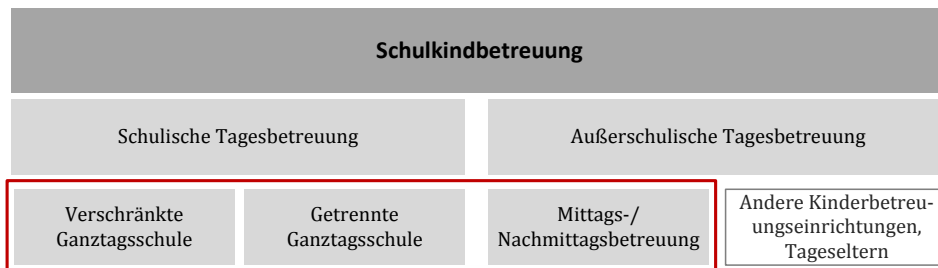 Schulkindbetreuung
Schulische Tagesbetreuung
Außerschulische Tagesbetreuung
Verschränkte
Ganztagsschule
Getrennte
Ganztagsschule
Mittags-/
Nachmittagsbetreuung
Andere Kinderbetreu-
ungseinrichtungen,
Tageseltern